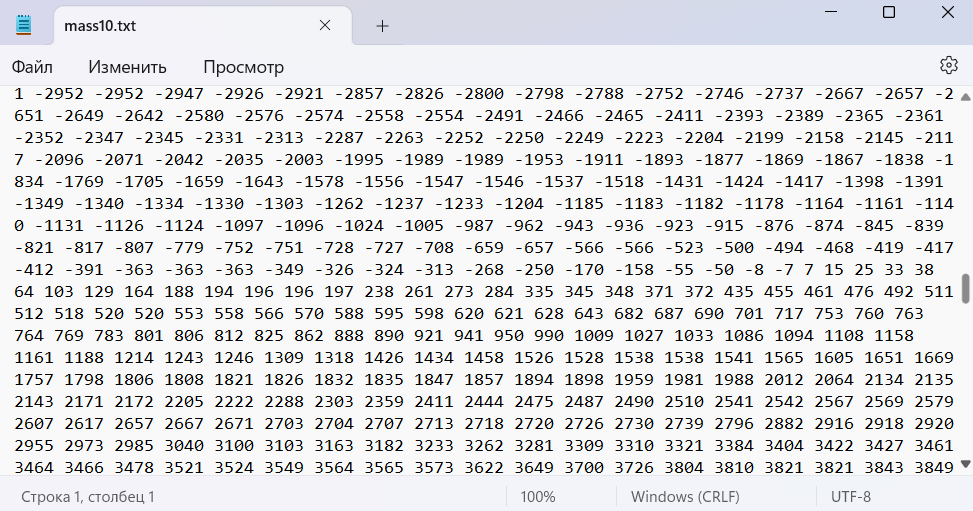 mass10.txt
Файл Изменить Просмотр
1 -2952 -2952 -2947 -2926 -2921 -2857 -2826 -2800 -2798 -2788 -2752 -2746 -2737 -2667 -2657 -2
651 -2649 -2642 -2580 -2576 -2574 -2558 -2554 -2491 -2466 -2465 -2411 -2393 -2389 -2365 -2361
-2352 -2347 -2345 -2331 -2313 -2287 -2263 -2252 -2250 -2249 -2223 -2204 -2199 -2158 -2145 -211
7 -2096 -2071 -2042 -2035 -2003 -1995 -1989 -1989 -1953 -1911 -1893 -1877 -1869 -1867 -1838 -1
834 -1769 -1705 -1659 -1643 -1578 -1556 -1547 -1546 -1537 -1518 -1431 -1424 -1417 -1398 -1391
-1349 -1340 -1334 -1330 -1303 -1262 -1237 -1233 -1204 -1185 -1183 -1182 -1178 -1164 -1161 -114
0 -1131 -1126 -1124 -1097 -1096 -1024 -1005 -987 -962 -943 -936 -923 -915 -876 -874 -845 -839
-821 -817 -807 -779 -752 -751 -728 -727 -708 -659 -657 -566 -566 -523 -500 -494 -468 -419 -417
-412 -391 -363 -363 -363 -349 -326 -324 -313 -268 -250 -170 -158 -55 -50 -8 -7 7 15 25 33 38
64 103 129 164 188 194 196 196 197 238 261 273 284 335 345 348 371 372 435 455 461 476 492 511
512 518 520 520 553 558 566 570 588 595 598 620 621 628 643 682 687 690 701 717 753 760 763
764 769 783 801 806 812 825 862 888 890 921 941 950 990 1009 1027 1033 1086 1094 1108 1158
1161 1188 1214 1243 1246 1309 1318 1426 1434 1458 1526 1528 1538 1538 1541 1565 1605 1651 1669
1757 1798 1806 1808 1821 1826 1832 1835 1847 1857 1894 1898 1959 1981 1988 2012 2064 2134 2135
2143 2171 2172 2205 2222 2288 2303 2359 2411 2444 2475 2487 2490 2510 2541 2542 2567 2569 2579
2607 2617 2657 2667 2671 2703 2704 2707 2713 2718 2720 2726 2730 2739 2796 2882 2916 2918 2920
2955 2973 2985 3040 3100 3103 3163 3182 3233 3262 3281 3309 3310 3321 3384 3404 3422 3427 3461
3464 3466 3478 3521 3524 3549 3564 3565 3573 3622 3649 3700 3726 3804 3810 3821 3821 3843 3849
Строка 1, столбец 1 100% Windows (CRLF) UTF-8